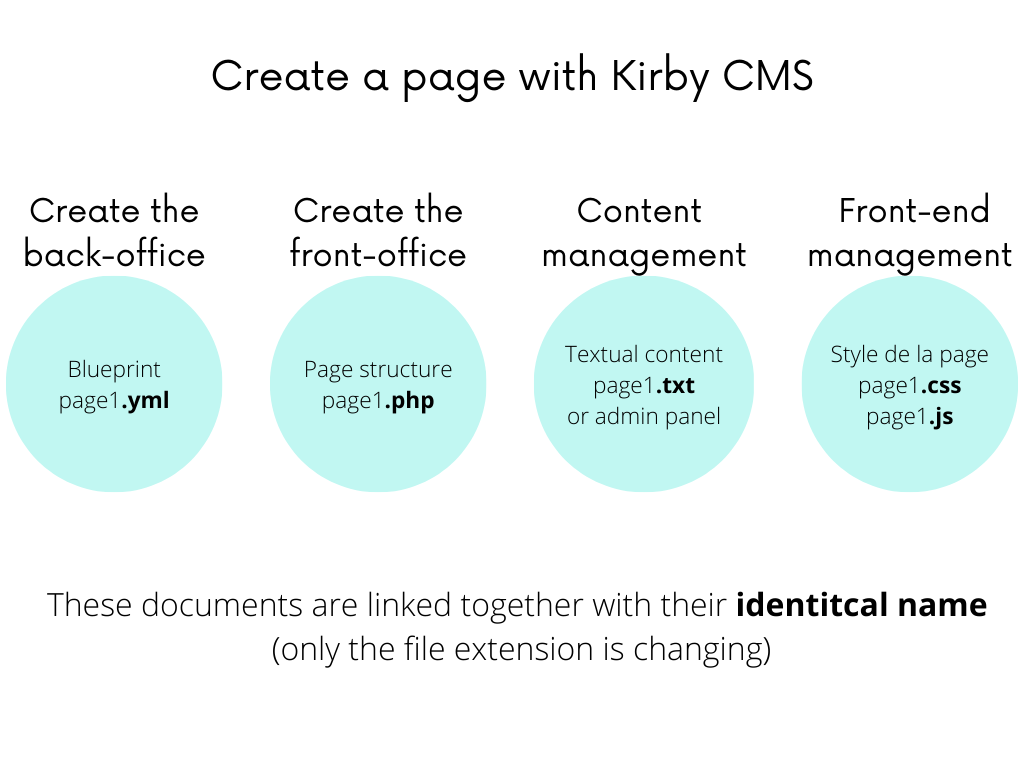 Create a page with Kirby CMS
Create the
back-office
Blueprint
page1.yml
Create the
front-office
Page structure
page1.php
Content
management
Textual content
page1.txt
or admin panel
Front-end
management
Style de la page
page1.css
page1.js
These documents are linked together with their identitcal name
(only the file extension is changing)